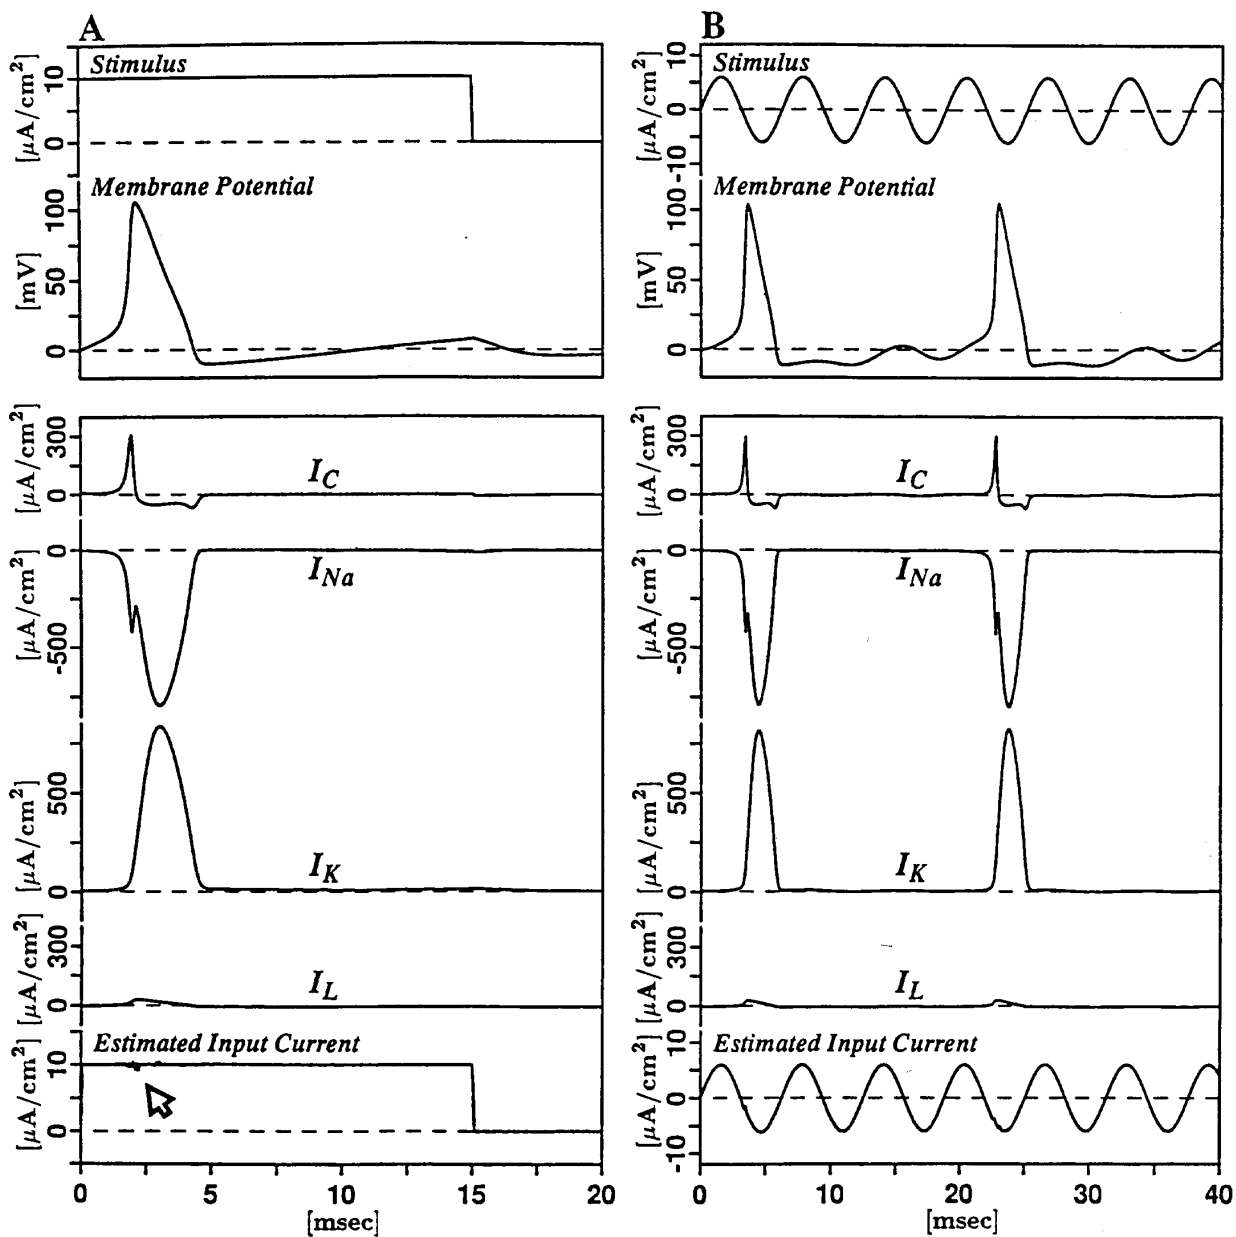 A
Stimulus
[μA/cm²]
10
0
Membrane Potential
[mV]
100
50
0
I_C
[μA/cm²]
300
0
I_Na
[μA/cm²]
0
-500
I_K
[μA/cm²]
500
0
I_L
[μA/cm²]
300
0
Estimated Input Current
[μA/cm²]
10
0
0 5 10 15 20
[msec]
B
Stimulus
[μA/cm²]
10
0
-10
Membrane Potential
[mV]
100
50
0
I_C
[μA/cm²]
300
0
I_Na
[μA/cm²]
0
-500
I_K
[μA/cm²]
500
0
I_L
[μA/cm²]
300
0
Estimated Input Current
[μA/cm²]
10
0
-10
0 10 20 30 40
[msec]